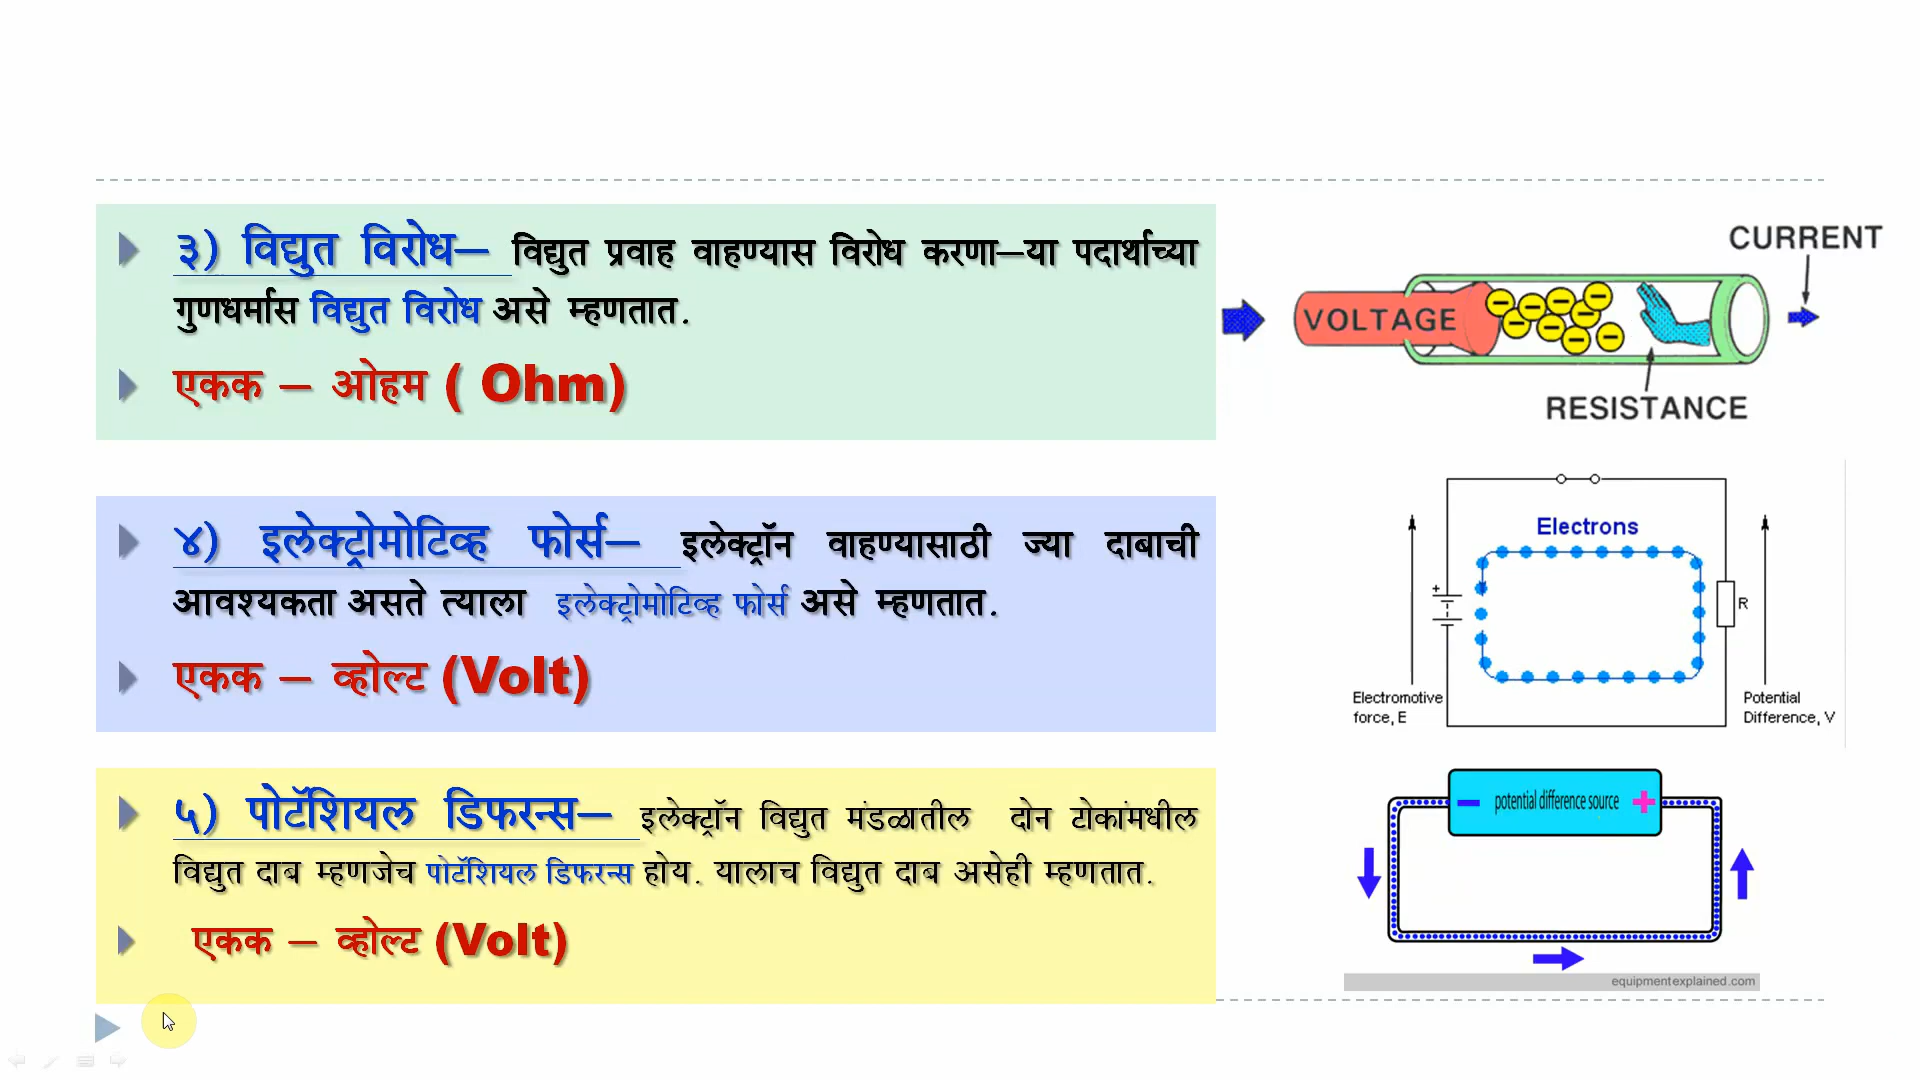 ३) विद्युत विरोध– विद्युत प्रवाह वाहण्यास विरोध करणा–या पदार्थाच्या
गुणधर्मास विद्युत विरोध असे म्हणतात.
एकक – ओहम ( Ohm)
CURRENT
VOLTAGE
RESISTANCE
४) इलेक्ट्रोमोटिव्ह फोर्स– इलेक्ट्रॉन वाहण्यासाठी ज्या दाबाची
आवश्यकता असते त्याला इलेक्ट्रोमोटिव्ह फोर्स असे म्हणतात.
एकक – व्होल्ट (Volt)
Electrons
+
R
Electromotive
force, E
Potential
Difference, V
५) पोटॅशियल डिफरन्स– इलेक्ट्रॉन विद्युत मंडळातील दोन टोकांमधील
विद्युत दाब म्हणजेच पोटॅशियल डिफरन्स होय. यालाच विद्युत दाब असेही म्हणतात.
एकक – व्होल्ट (Volt)
– potential difference source +
equipmentexplained.com